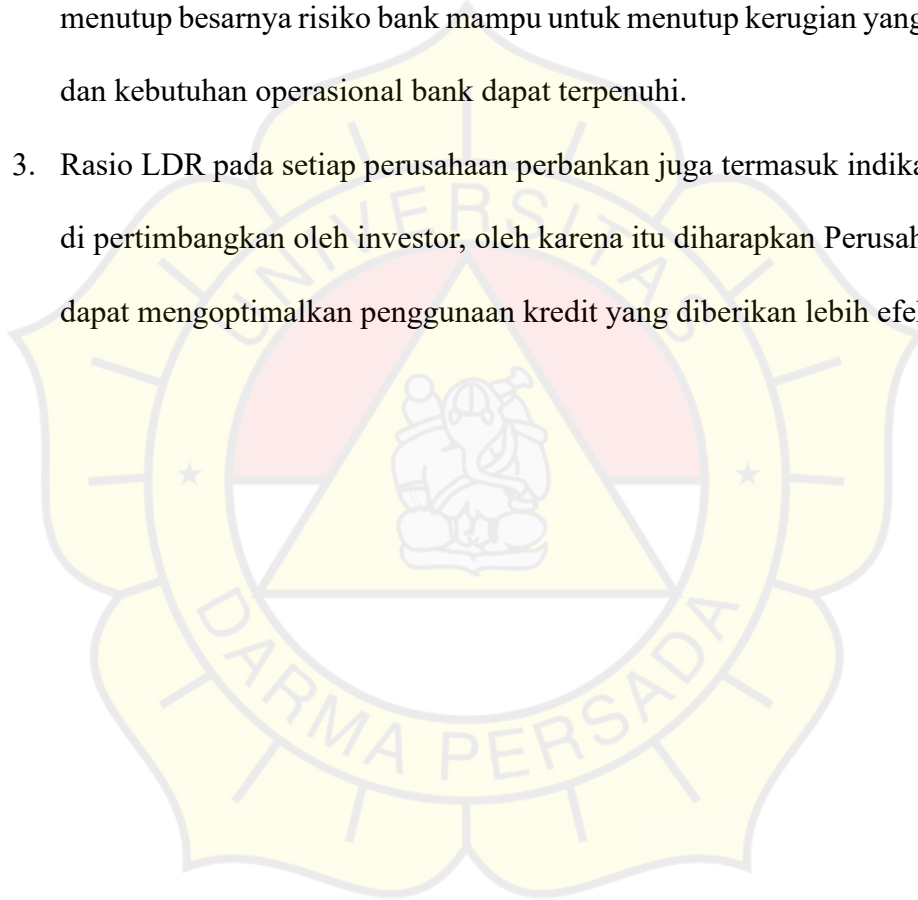 menutup besarnya risiko bank mampu untuk menutup kerugian yang
dan kebutuhan operasional bank dapat terpenuhi.
3. Rasio LDR pada setiap perusahaan perbankan juga termasuk
di pertimbangkan oleh investor, oleh karena itu diharapkan
dapat mengoptimalkan penggunaan kredit yang diberikan lebih
UNIVERSITAS
DARMA PERSADA